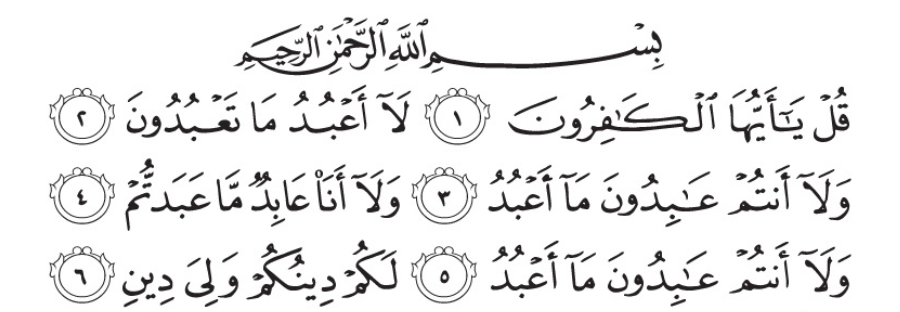 بِسْمِ ٱللَّهِ ٱلرَّحْمَٰنِ ٱلرَّحِيمِ
قُلْ يَٰٓأَيُّهَا ٱلْكَٰفِرُونَ ١ لَآ أَعْبُدُ مَا تَعْبُدُونَ ٢
وَلَآ أَنتُمْ عَٰبِدُونَ مَآ أَعْبُدُ ٣ وَلَآ أَنَا۠ عَابِدٌ مَّا عَبَدتُّمْ ٤
وَلَآ أَنتُمْ عَٰبِدُونَ مَآ أَعْبُدُ ٥ لَكُمْ دِينُكُمْ وَلِىَ دِينِ ٦